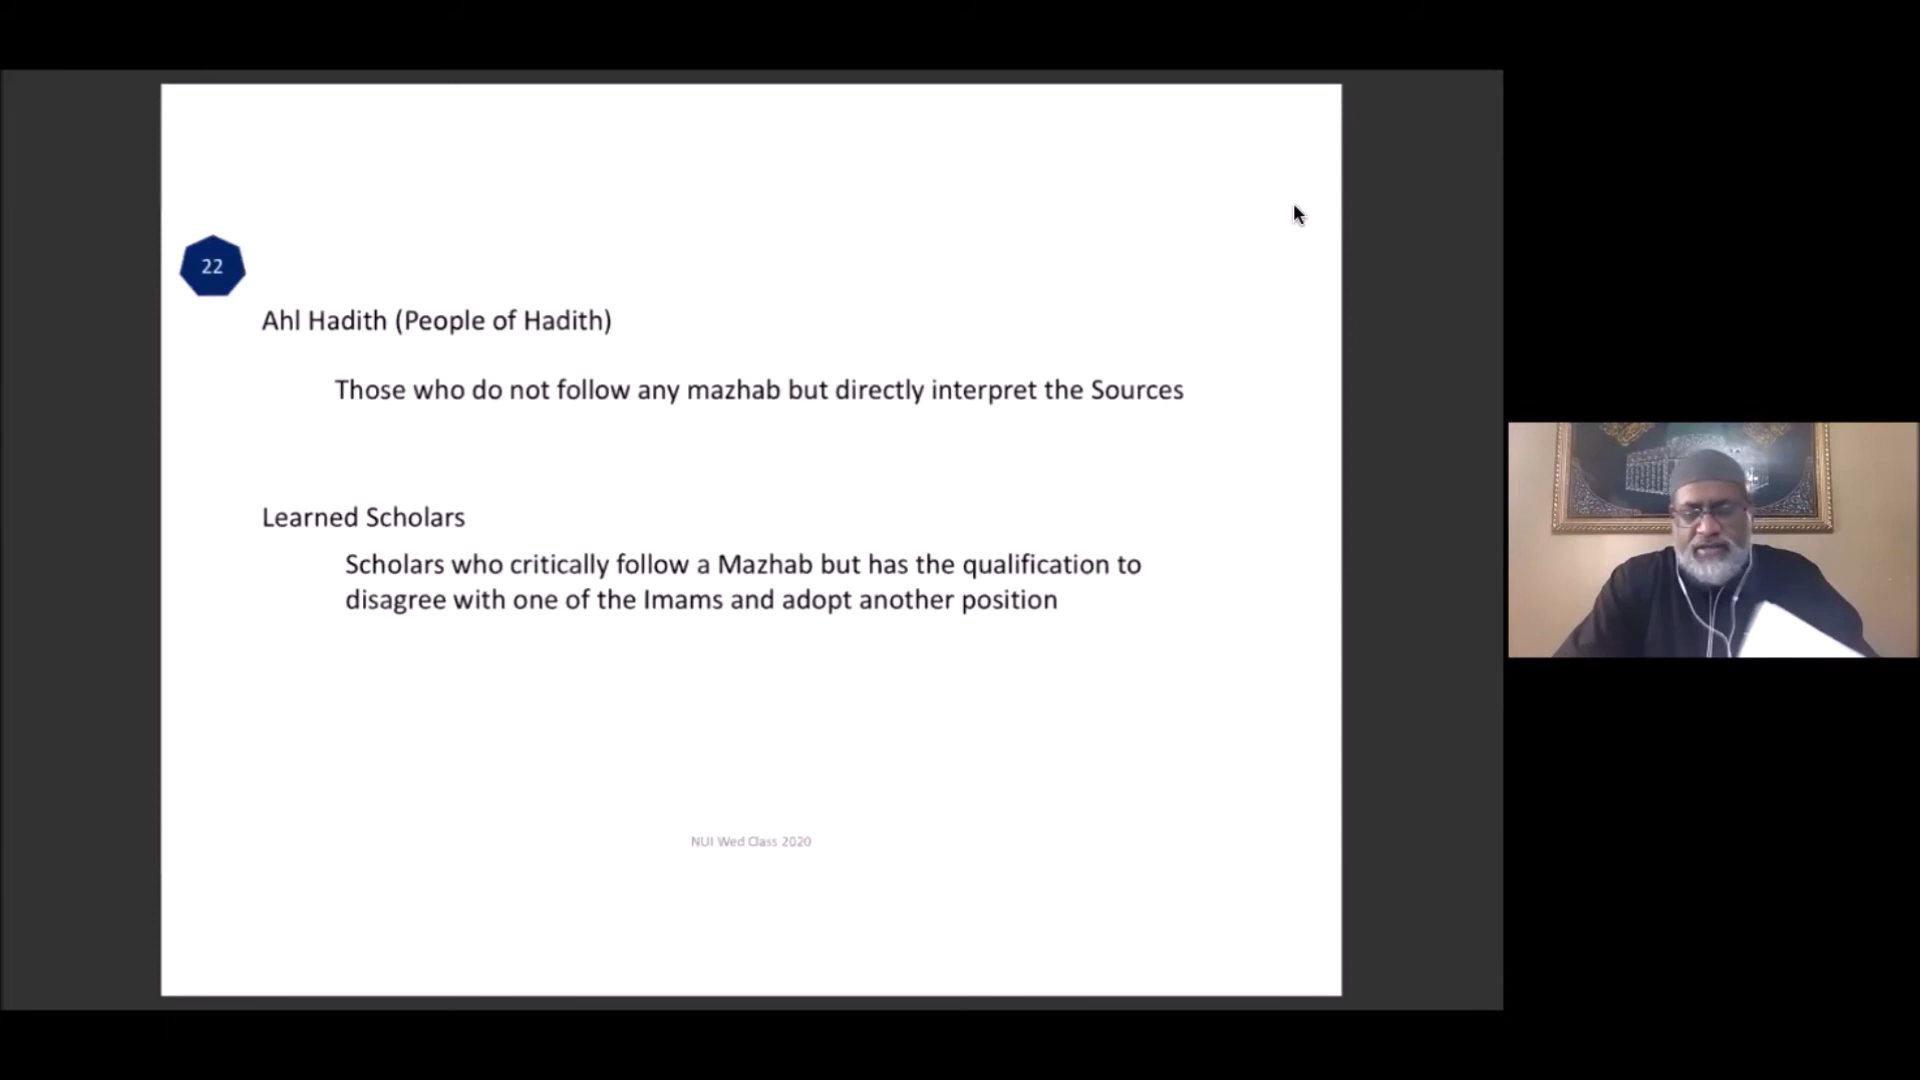 22
Ahl Hadith (People of Hadith)
Those who do not follow any mazhab but directly interpret the Sources
Learned Scholars
Scholars who critically follow a Mazhab but has the qualification to
disagree with one of the Imams and adopt another position
NUI Wed Class 2020